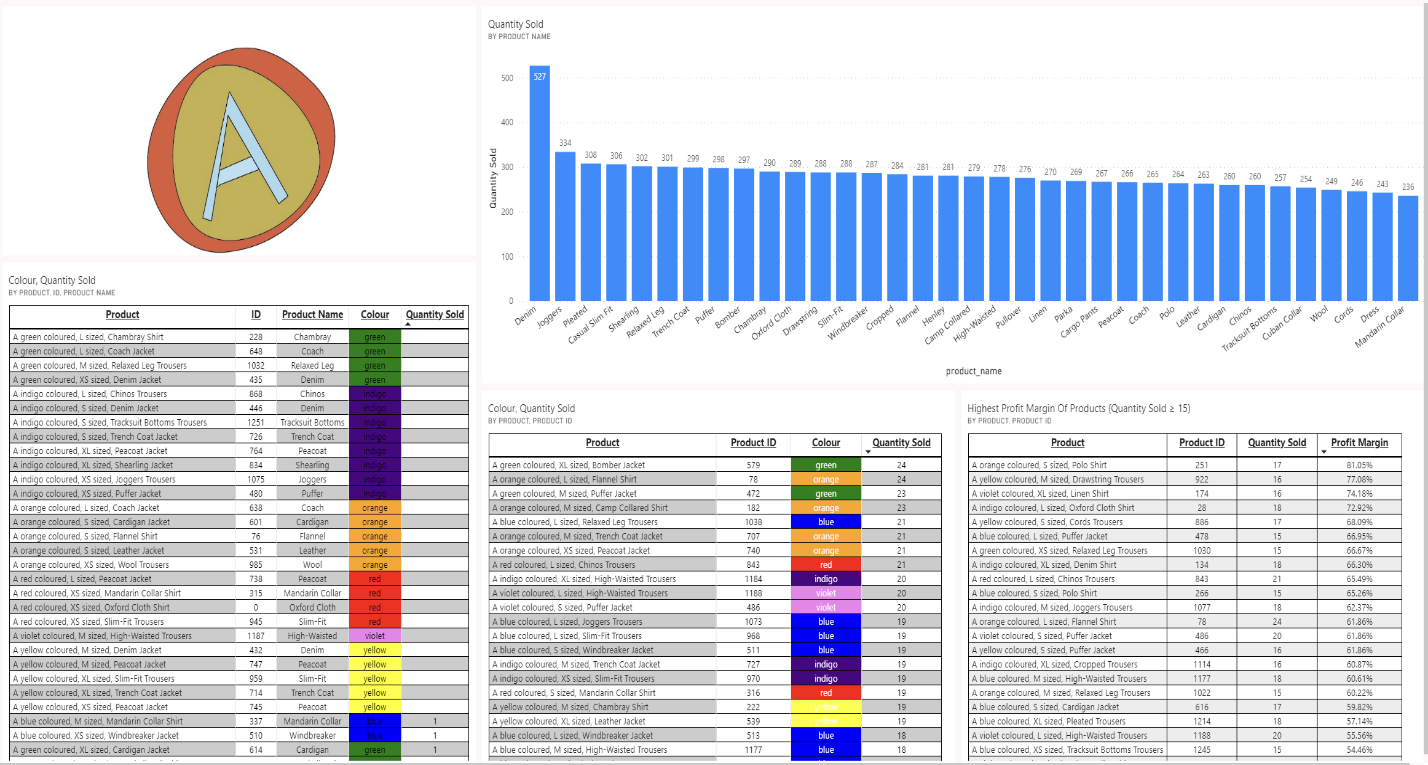 A
Quantity Sold
BY PRODUCT NAME
Quantity Sold
500
400
300
200
100
0
527
334
308
306
302
301
299
298
297
290
289
288
288
287
284
281
281
279
278
276
270
269
267
266
265
264
263
260
260
257
254
249
246
243
236
Denim
Joggers
Pleated
Casual Slim Fit
Shearling
Relaxed Leg
Trench Coat
Puffer
Bomber
Chambray
Oxford Cloth
Drawstring
Slim-Fit
Windbreaker
Cropped
Flannel
Henley
Camp Collared
High-Waisted
Pullover
Linen
Parka
Cargo Pants
Peacoat
Coach
Polo
Leather
Cardigan
Chinos
Tracksuit Bottoms
Cuban Collar
Wool
Cords
Dress
Mandarin Collar
product_name
Colour, Quantity Sold
BY PRODUCT, ID, PRODUCT NAME
Product ID Product Name Colour Quantity Sold
A green coloured, L sized, Chambray Shirt 228 Chambray green
A green coloured, L sized, Coach Jacket 648 Coach green
A green coloured, M sized, Relaxed Leg Trousers 1032 Relaxed Leg green
A green coloured, XS sized, Denim Jacket 435 Denim green
A indigo coloured, L sized, Chinos Trousers 868 Chinos indigo
A indigo coloured, S sized, Denim Jacket 446 Denim indigo
A indigo coloured, S sized, Tracksuit Bottoms Trousers 1251 Tracksuit Bottoms indigo
A indigo coloured, S sized, Trench Coat Jacket 726 Trench Coat indigo
A indigo coloured, XL sized, Peacoat Jacket 764 Peacoat indigo
A indigo coloured, XL sized, Shearling Jacket 834 Shearling indigo
A indigo coloured, XS sized, Joggers Trousers 1075 Joggers indigo
A indigo coloured, XS sized, Puffer Jacket 480 Puffer indigo
A orange coloured, L sized, Coach Jacket 638 Coach orange
A orange coloured, S sized, Cardigan Jacket 601 Cardigan orange
A orange coloured, S sized, Flannel Shirt 76 Flannel orange
A orange coloured, S sized, Leather Jacket 531 Leather orange
A orange coloured, XS sized, Wool Trousers 985 Wool orange
A red coloured, L sized, Peacoat Jacket 738 Peacoat red
A red coloured, XS sized, Mandarin Collar Shirt 315 Mandarin Collar red
A red coloured, XS sized, Oxford Cloth Shirt 0 Oxford Cloth red
A red coloured, XS sized, Slim-Fit Trousers 945 Slim-Fit red
A violet coloured, M sized, High-Waisted Trousers 1187 High-Waisted violet
A yellow coloured, M sized, Denim Jacket 432 Denim yellow
A yellow coloured, M sized, Peacoat Jacket 747 Peacoat yellow
A yellow coloured, XL sized, Slim-Fit Trousers 959 Slim-Fit yellow
A yellow coloured, XL sized, Trench Coat Jacket 714 Trench Coat yellow
A yellow coloured, XS sized, Peacoat Jacket 745 Peacoat yellow
A blue coloured, M sized, Mandarin Collar Shirt 337 Mandarin Collar blue 1
A blue coloured, XS sized, Windbreaker Jacket 510 Windbreaker blue 1
A green coloured, XL sized, Cardigan Jacket 614 Cardigan green 1
Colour, Quantity Sold
BY PRODUCT, PRODUCT ID
Product Product ID Colour Quantity Sold
A green coloured, XL sized, Bomber Jacket 579 green 24
A orange coloured, L sized, Flannel Shirt 78 orange 24
A green coloured, M sized, Puffer Jacket 472 green 23
A orange coloured, M sized, Camp Collared Shirt 182 orange 23
A blue coloured, L sized, Relaxed Leg Trousers 1038 blue 21
A orange coloured, M sized, Trench Coat Jacket 707 orange 21
A orange coloured, XS sized, Peacoat Jacket 740 orange 21
A red coloured, L sized, Chinos Trousers 843 red 21
A indigo coloured, XL sized, High-Waisted Trousers 1184 indigo 20
A violet coloured, L sized, High-Waisted Trousers 1188 violet 20
A violet coloured, S sized, Puffer Jacket 486 violet 20
A blue coloured, L sized, Joggers Trousers 1073 blue 19
A blue coloured, L sized, Slim-Fit Trousers 968 blue 19
A blue coloured, S sized, Windbreaker Jacket 511 blue 19
A indigo coloured, M sized, Trench Coat Jacket 727 indigo 19
A indigo coloured, XS sized, Slim-Fit Trousers 970 indigo 19
A red coloured, S sized, Mandarin Collar Shirt 316 red 19
A yellow coloured, M sized, Chambray Shirt 222 yellow 19
A yellow coloured, XL sized, Leather Jacket 539 yellow 19
A blue coloured, L sized, Windbreaker Jacket 513 blue 18
A blue coloured, M sized, High-Waisted Trousers 1177 blue 18
Highest Profit Margin Of Products (Quantity Sold ≥ 15)
BY PRODUCT, PRODUCT ID
Product Product ID Quantity Sold Profit Margin
A orange coloured, S sized, Polo Shirt 251 17 81.05%
A yellow coloured, M sized, Drawstring Trousers 922 16 77.08%
A violet coloured, XL sized, Linen Shirt 174 16 74.18%
A indigo coloured, L sized, Oxford Cloth Shirt 28 18 72.92%
A yellow coloured, S sized, Cords Trousers 886 17 68.09%
A blue coloured, L sized, Puffer Jacket 478 15 66.95%
A green coloured, XS sized, Relaxed Leg Trousers 1030 15 66.67%
A indigo coloured, XL sized, Denim Shirt 134 18 66.30%
A red coloured, L sized, Chinos Trousers 843 21 65.49%
A blue coloured, S sized, Polo Shirt 266 15 65.26%
A indigo coloured, M sized, Joggers Trousers 1077 18 62.37%
A orange coloured, L sized, Flannel Shirt 78 24 61.86%
A violet coloured, S sized, Puffer Jacket 486 20 61.86%
A yellow coloured, S sized, Puffer Jacket 466 16 61.86%
A indigo coloured, XL sized, Cropped Trousers 1114 16 60.87%
A blue coloured, M sized, High-Waisted Trousers 1177 18 60.61%
A orange coloured, M sized, Relaxed Leg Trousers 1022 15 60.22%
A orange coloured, L sized, Cardigan Jacket 616 17 59.82%
A blue coloured, XL sized, Pleated Trousers 1214 18 57.14%
A violet coloured, L sized, High-Waisted Trousers 1188 20 55.56%
A blue coloured, XS sized, Tracksuit Bottoms Trousers 1245 15 54.46%